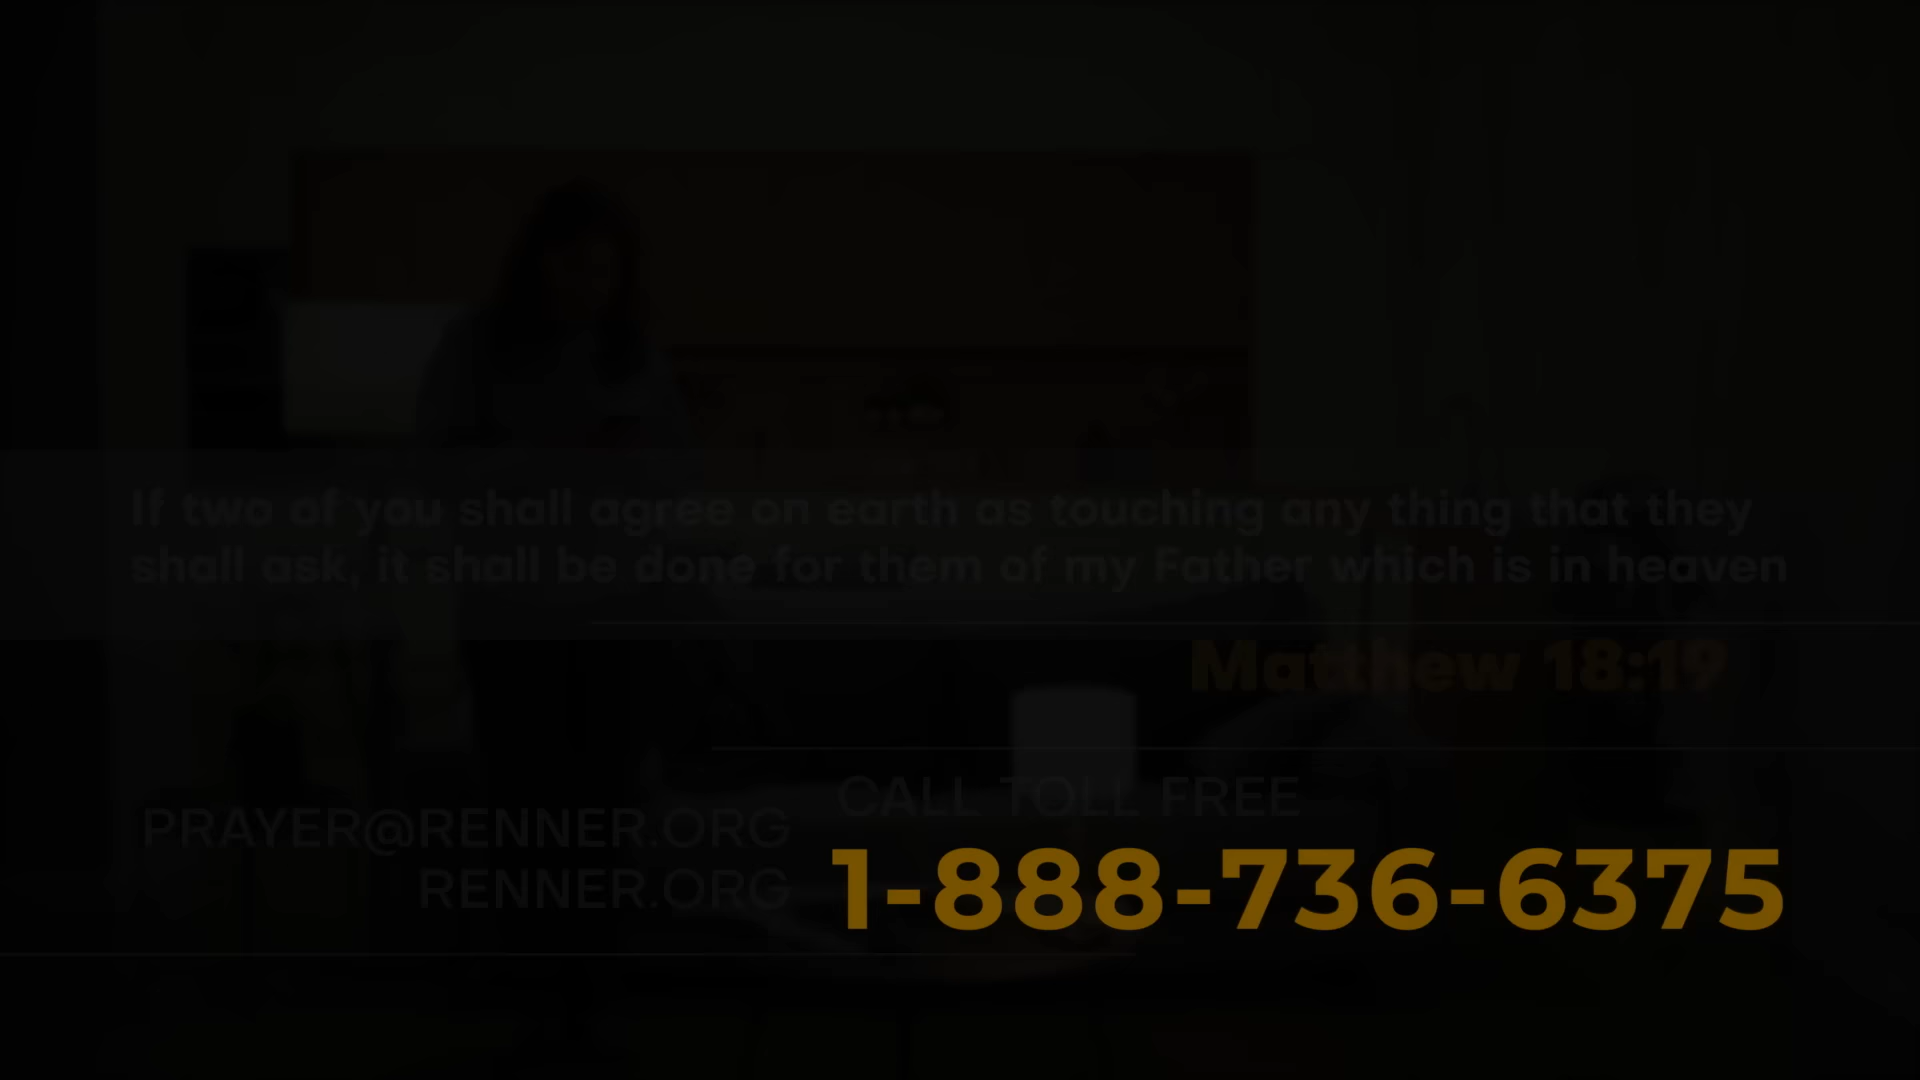 If two of you shall agree on earth as touching any thing that they
shall ask, it shall be done for them of my Father which is in heaven
Matthew 18:19
PRAYER@RENNER.ORG
RENNER.ORG
CALL TOLL FREE
1-888-736-6375